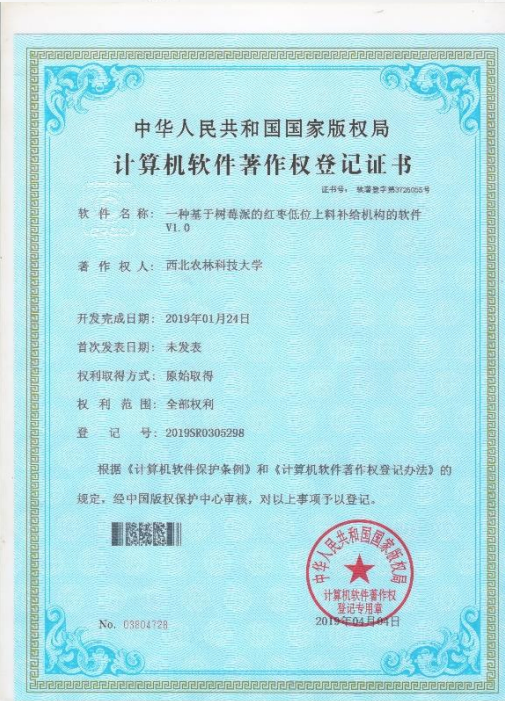 中华人民共和国国家版权局
计算机软件著作权登记证书
证书号： 软著登字第3726055号
软件名称： 一种基于树莓派的红枣低位上料补给机构的软件
V1.0
著作权人： 西北农林科技大学
开发完成日期： 2019年01月24日
首次发表日期： 未发表
权利取得方式： 原始取得
权利范围： 全部权利
登记号： 2019SR0305298
根据《计算机软件保护条例》和《计算机软件著作权登记办法》的
规定，经中国版权保护中心审核，对以上事项予以登记。
中华人民共和国国家版权局
计算机软件著作权
登记专用章
No. 03804728
2019年04月04日